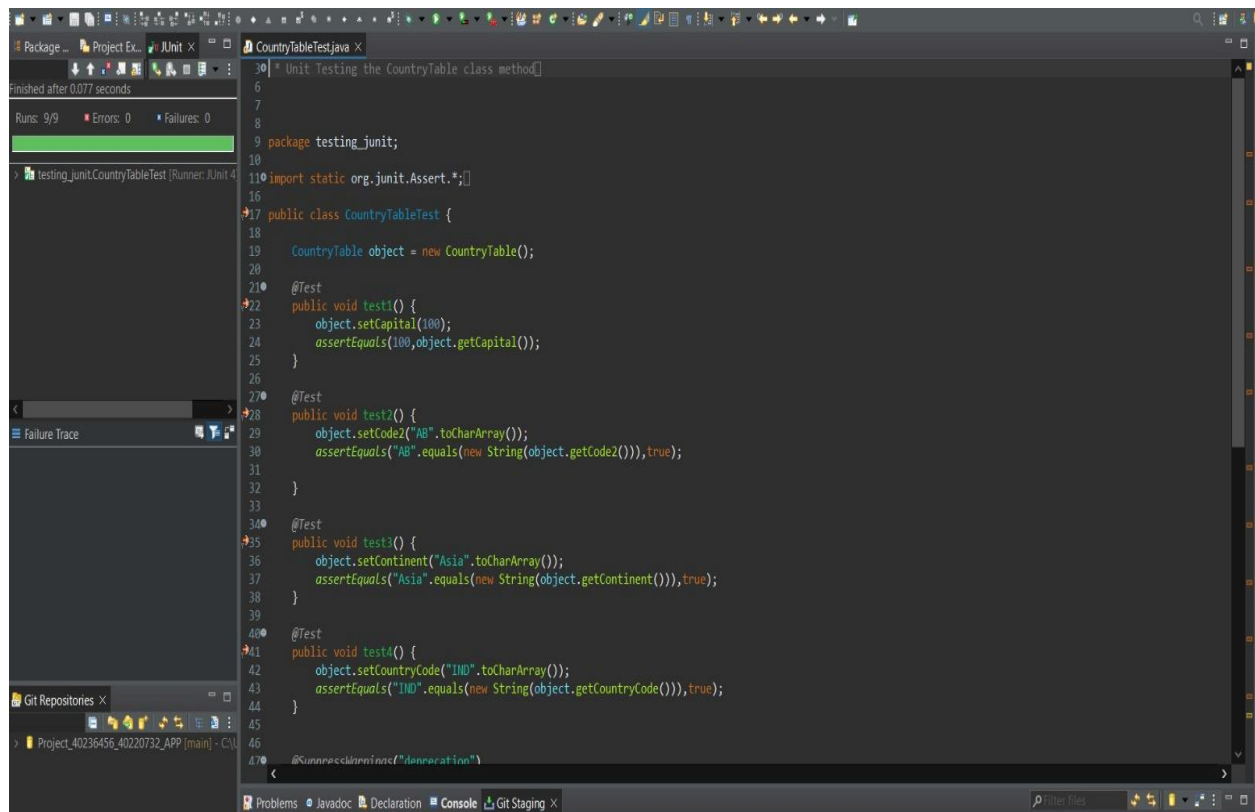 Package ... Project Ex... JUnit × CountryTableTest.java ×
Finished after 0.077 seconds
Runs: 9/9 Errors: 0 Failures: 0
testing_junit.CountryTableTest [Runner: JUnit 4]
Failure Trace
Git Repositories ×
Project_40236456_40220732_APP [main] - C:\U
3 * Unit Testing the CountryTable class method
6
7
8
9 package testing_junit;
10
11 import static org.junit.Assert.*;
16
17 public class CountryTableTest {
18
19 CountryTable object = new CountryTable();
20
21 @Test
22 public void test1() {
23 object.setCapital(100);
24 assertEquals(100,object.getCapital());
25 }
26
27 @Test
28 public void test2() {
29 object.setCode2("AB".toCharArray());
30 assertEquals("AB".equals(new String(object.getCode2())),true);
31
32 }
33
34 @Test
35 public void test3() {
36 object.setContinent("Asia".toCharArray());
37 assertEquals("Asia".equals(new String(object.getContinent())),true);
38 }
39
40 @Test
41 public void test4() {
42 object.setCountryCode("IND".toCharArray());
43 assertEquals("IND".equals(new String(object.getCountryCode())),true);
44 }
45
46
47 @SuppressWarnings("deprecation")
Problems Javadoc Declaration Console Git Staging ×
Filter files